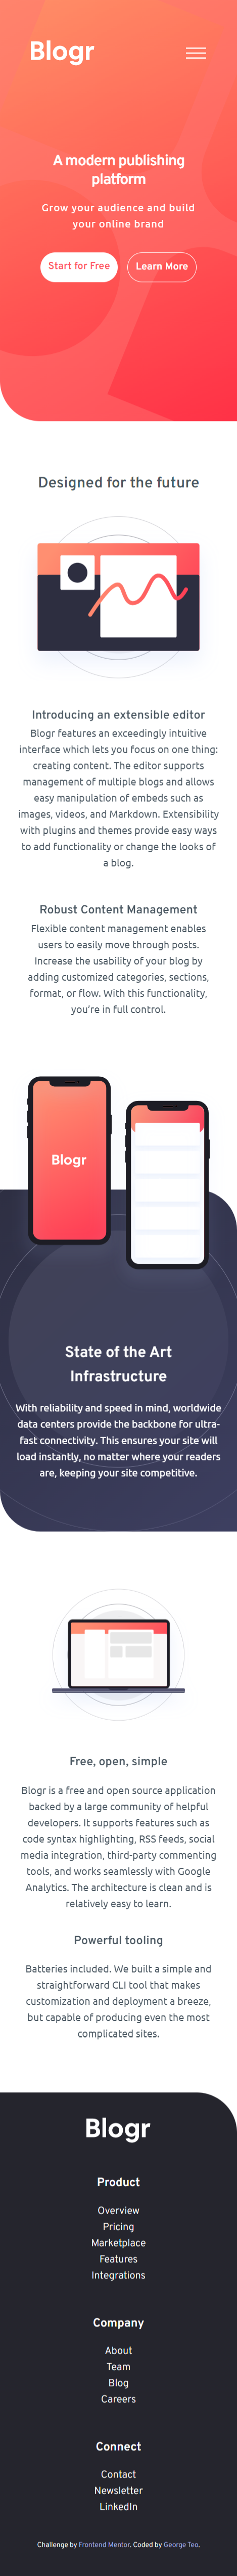 Blogr
A modern publishing
platform
Grow your audience and build
your online brand
Start for Free
Learn More
Designed for the future
Introducing an extensible editor
Blogr features an exceedingly intuitive
interface which lets you focus on one thing:
creating content. The editor supports
management of multiple blogs and allows
easy manipulation of embeds such as
images, videos, and Markdown. Extensibility
with plugins and themes provide easy ways
to add functionality or change the looks of
a blog.
Robust Content Management
Flexible content management enables
users to easily move through posts.
Increase the usability of your blog by
adding customized categories, sections,
format, or flow. With this functionality,
you're in full control.
Blogr
State of the Art
Infrastructure
With reliability and speed in mind, worldwide
data centers provide the backbone for ultra-
fast connectivity. This ensures your site will
load instantly, no matter where your readers
are, keeping your site competitive.
Free, open, simple
Blogr is a free and open source application
backed by a large community of helpful
developers. It supports features such as
code syntax highlighting, RSS feeds, social
media integration, third-party commenting
tools, and works seamlessly with Google
Analytics. The architecture is clean and is
relatively easy to learn.
Powerful tooling
Batteries included. We built a simple and
straightforward CLI tool that makes
customization and deployment a breeze,
but capable of producing even the most
complicated sites.
Blogr
Product
Overview
Pricing
Marketplace
Features
Integrations
Company
About
Team
Blog
Careers
Connect
Contact
Newsletter
LinkedIn
Challenge by Frontend Mentor. Coded by George Teo.